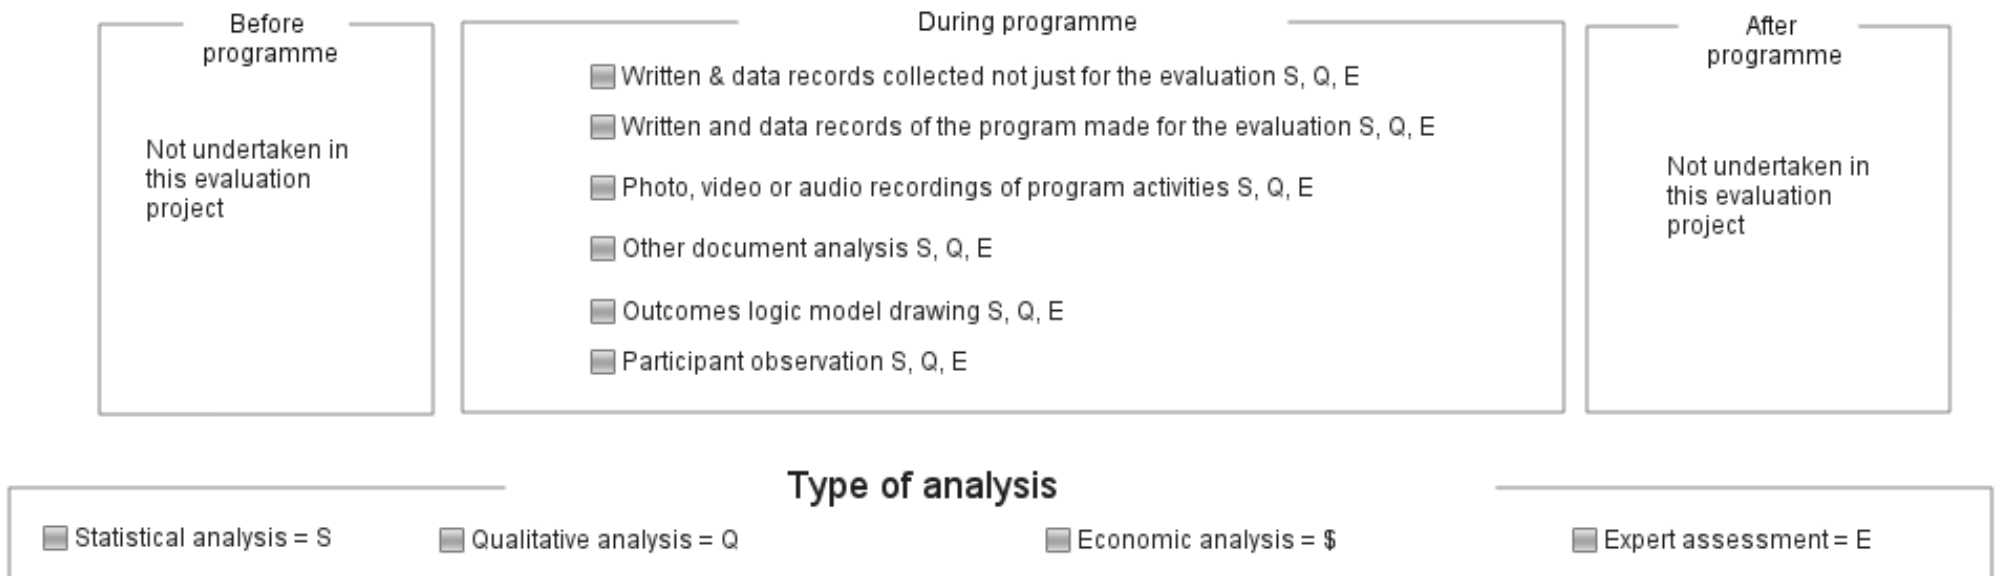 Before
programme
Not undertaken in
this evaluation
project
During programme
Written & data records collected not just for the evaluation S, Q, E
Written and data records of the program made for the evaluation S, Q, E
Photo, video or audio recordings of program activities S, Q, E
Other document analysis S, Q, E
Outcomes logic model drawing S, Q, E
Participant observation S, Q, E
After
programme
Not undertaken in
this evaluation
project
Type of analysis
Statistical analysis = S
Qualitative analysis = Q
Economic analysis = $
Expert assessment = E